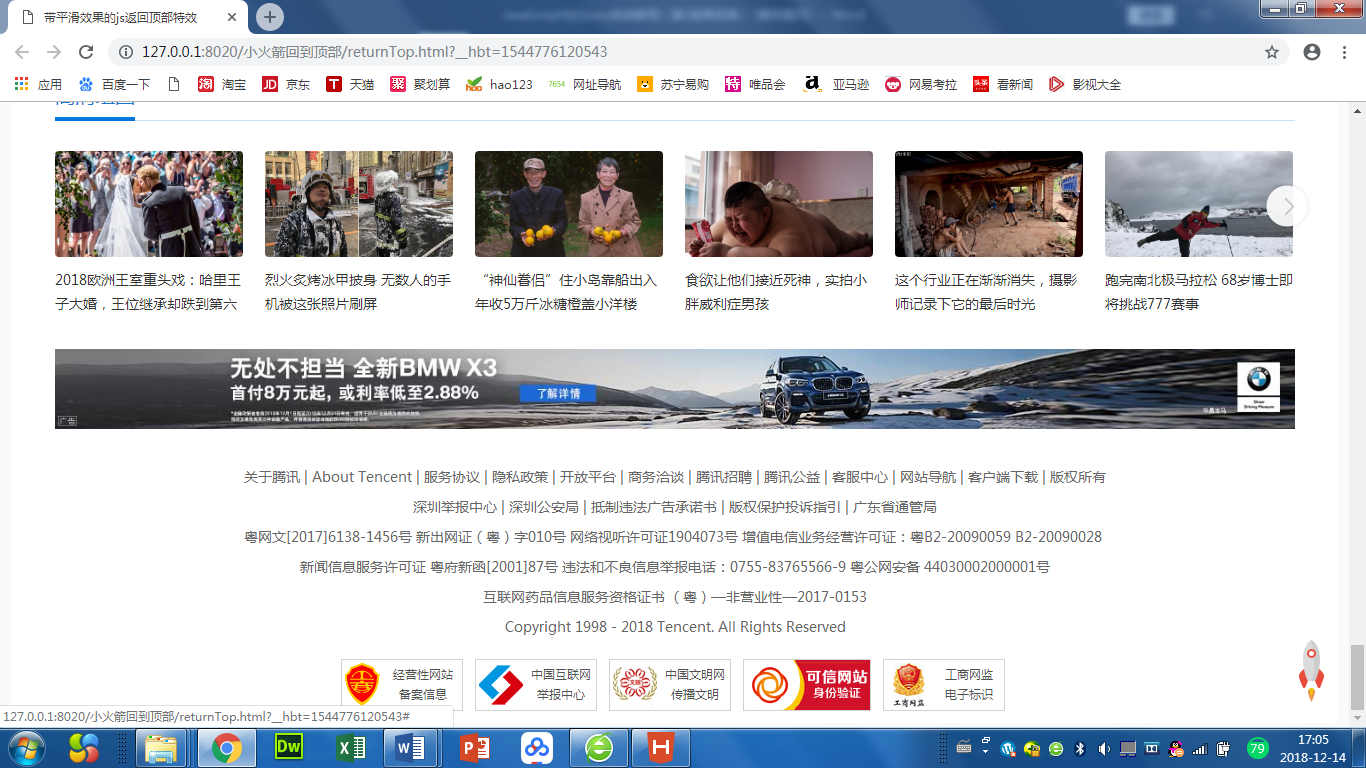 带平滑效果的js返回顶部特效
127.0.0.1:8020/小火箭回到顶部/returnTop.html?__hbt=1544776120543
应用 百度一下 淘宝 京东 天猫 聚划算 hao123 网址导航 苏宁易购 唯品会 亚马逊 网易考拉 看新闻 影视大全
2018欧洲王室重头戏：哈里王
子大婚，王位继承却跌到第六
烈火炙烤冰甲披身 无数人的手
机被这张照片刷屏
“神仙眷侣”住小岛靠船出入
年收5万斤冰糖橙盖小洋楼
食欲让他们接近死神，实拍小
胖威利症男孩
这个行业正在渐渐消失，摄影
师记录下它的最后时光
跑完南北极马拉松 68岁博士即
将挑战777赛事
无处不担当 全新BMW X3
首付8万元起, 或利率低至2.88%
了解详情
广告
华晨宝马
关于腾讯 | About Tencent | 服务协议 | 隐私政策 | 开放平台 | 商务洽谈 | 腾讯招聘 | 腾讯公益 | 客服中心 | 网站导航 | 客户端下载 | 版权所有
深圳举报中心 | 深圳公安局 | 抵制违法广告承诺书 | 版权保护投诉指引 | 广东省通管局
粤网文[2017]6138-1456号 新出网证（粤）字010号 网络视听许可证1904073号 增值电信业务经营许可证：粤B2-20090059 B2-20090028
新闻信息服务许可证 粤府新函[2001]87号 违法和不良信息举报电话：0755-83765566-9 粤公网安备 44030002000001号
互联网药品信息服务资格证书 （粤）—非营业性—2017-0153
Copyright 1998 - 2018 Tencent. All Rights Reserved
经营性网站
备案信息
中国互联网
举报中心
中国文明网
传播文明
可信网站
身份验证
工商网监
工商网监
电子标识
127.0.0.1:8020/小火箭回到顶部/returnTop.html?__hbt=1544776120543#
79
17:05
2018-12-14